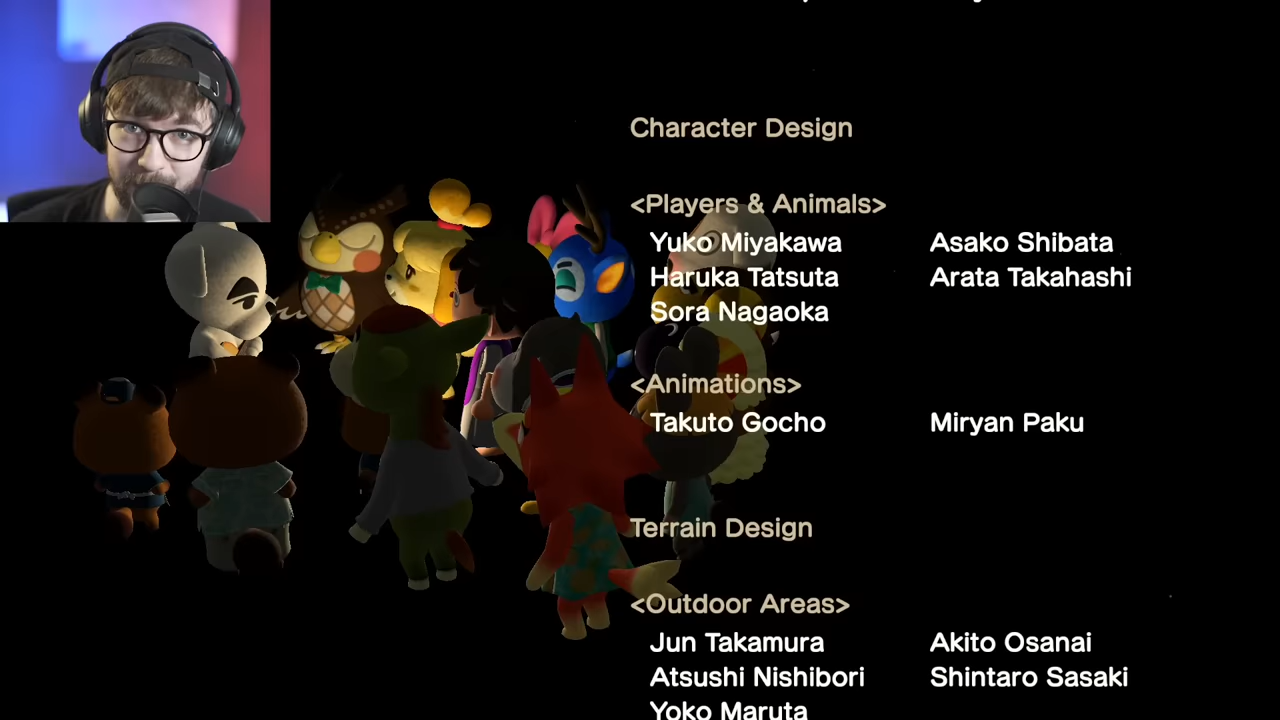 Character Design
<Players & Animals>
Yuko Miyakawa Asako Shibata
Haruka Tatsuta Arata Takahashi
Sora Nagaoka
<Animations>
Takuto Gocho Miryan Paku
Terrain Design
<Outdoor Areas>
Jun Takamura Akito Osanai
Atsushi Nishibori Shintaro Sasaki
Yoko Maruta